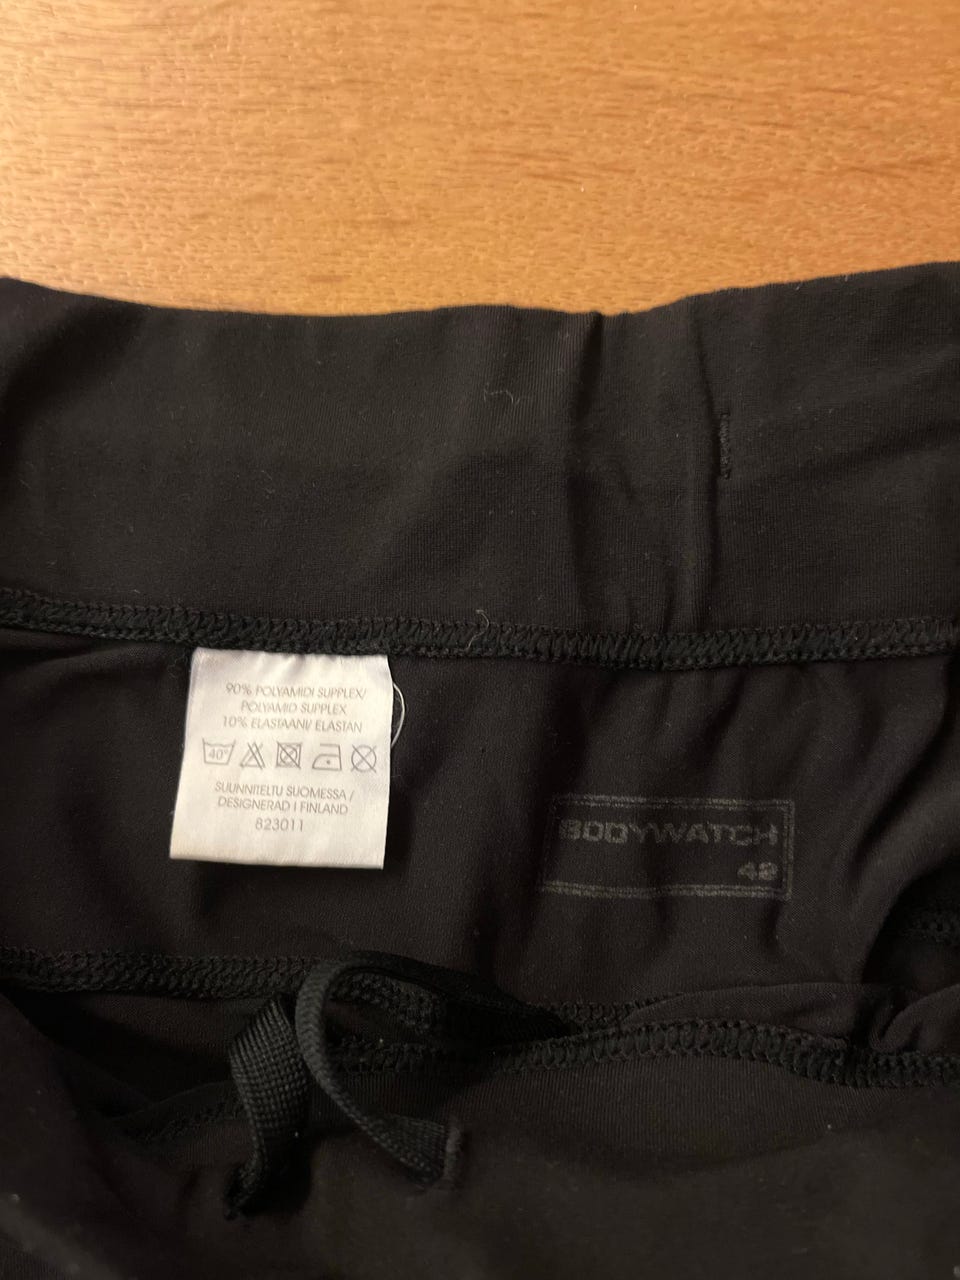 90% POLYAMIDI SUPPLEX/
POLYAMID SUPPLEX
10% ELASTAANI/ ELASTAN
40°
SUUNNITELTU SUOMESSA /
DESIGNERAD I FINLAND
823011
BODYWATCH
42